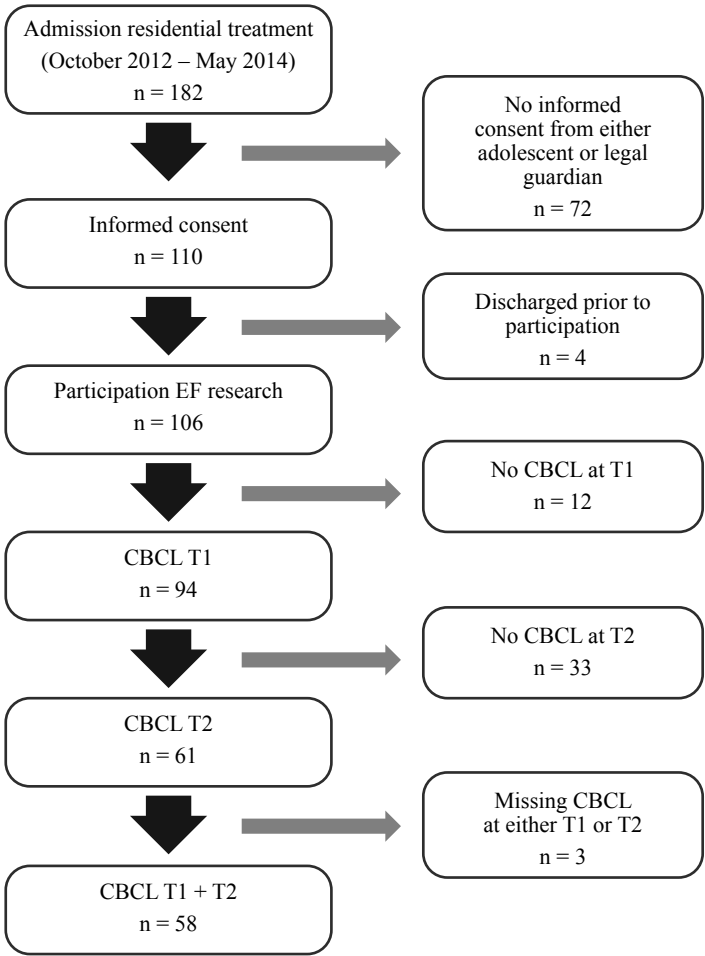 Admission residential treatment
(October 2012 – May 2014)
n = 182
No informed
consent from either
adolescent or legal
guardian
n = 72
Informed consent
n = 110
Discharged prior to
participation
n = 4
Participation EF research
n = 106
No CBCL at T1
n = 12
CBCL T1
n = 94
No CBCL at T2
n = 33
CBCL T2
n = 61
Missing CBCL
at either T1 or T2
n = 3
CBCL T1 + T2
n = 58